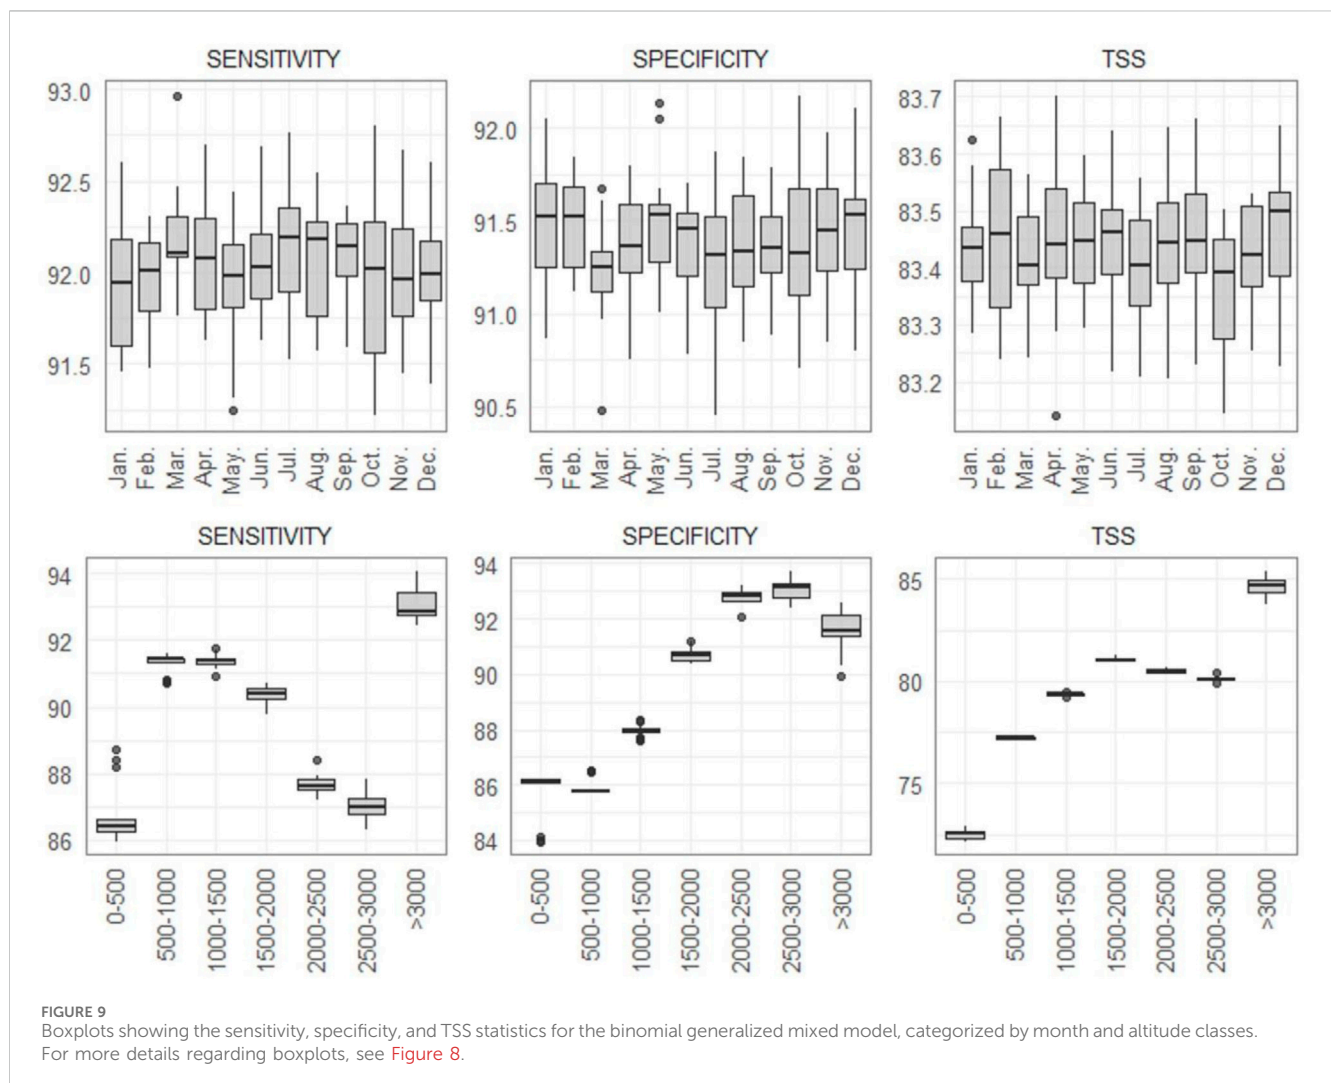 SENSITIVITY SPECIFICITY TSS
93.0
92.5
92.0
91.5
92.0
91.5
91.0
90.5
83.7
83.6
83.5
83.4
83.3
83.2
Jan. Feb. Mar. Apr. May. Jun. Jul. Aug. Sep. Oct. Nov. Dec.
Jan. Feb. Mar. Apr. May. Jun. Jul. Aug. Sep. Oct. Nov. Dec.
Jan. Feb. Mar. Apr. May. Jun. Jul. Aug. Sep. Oct. Nov. Dec.
SENSITIVITY SPECIFICITY TSS
94
92
90
88
86
94
92
90
88
86
84
85
80
75
0-500 500-1000 1000-1500 1500-2000 2000-2500 2500-3000 >3000
0-500 500-1000 1000-1500 1500-2000 2000-2500 2500-3000 >3000
0-500 500-1000 1000-1500 1500-2000 2000-2500 2500-3000 >3000
FIGURE 9
Boxplots showing the sensitivity, specificity, and TSS statistics for the binomial generalized mixed model, categorized by month and altitude classes.
For more details regarding boxplots, see Figure 8.